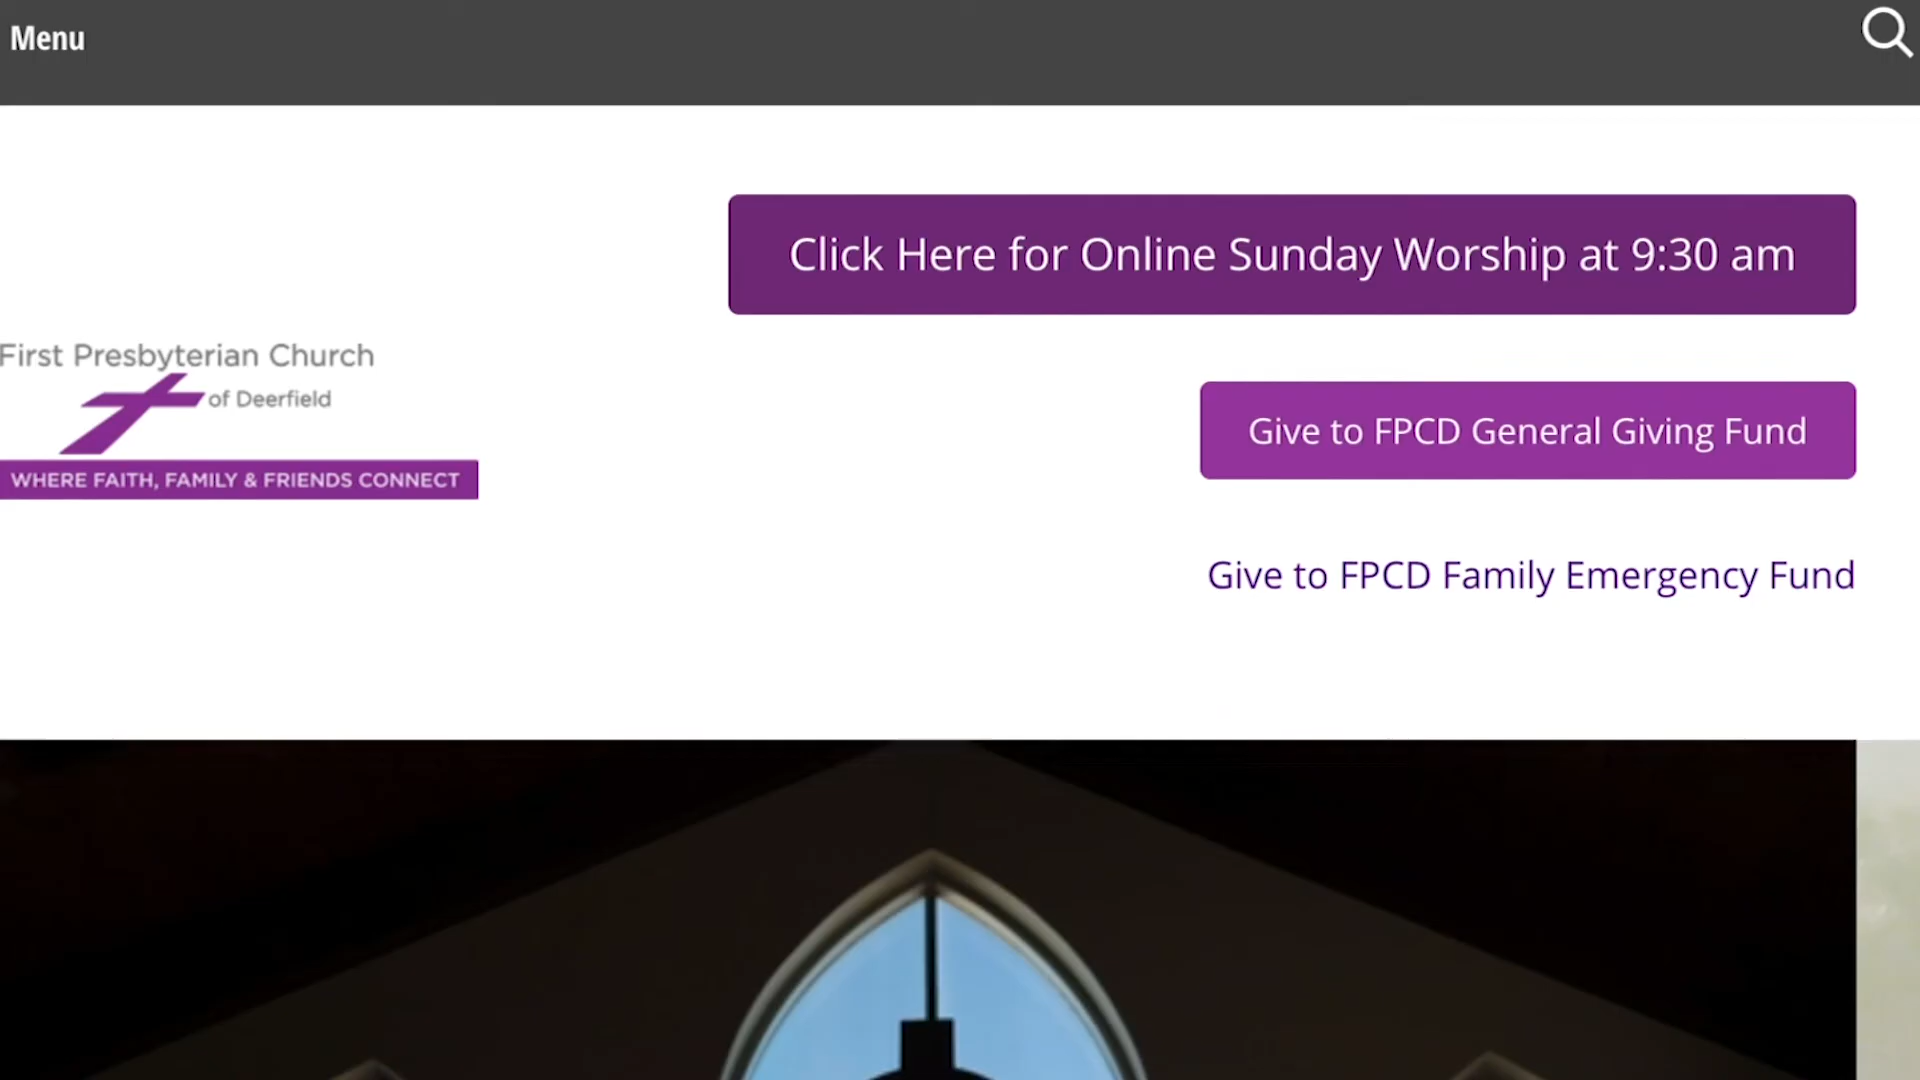 Menu
Click Here for Online Sunday Worship at 9:30 am
First Presbyterian Church
of Deerfield
WHERE FAITH, FAMILY & FRIENDS CONNECT
Give to FPCD General Giving Fund
Give to FPCD Family Emergency Fund